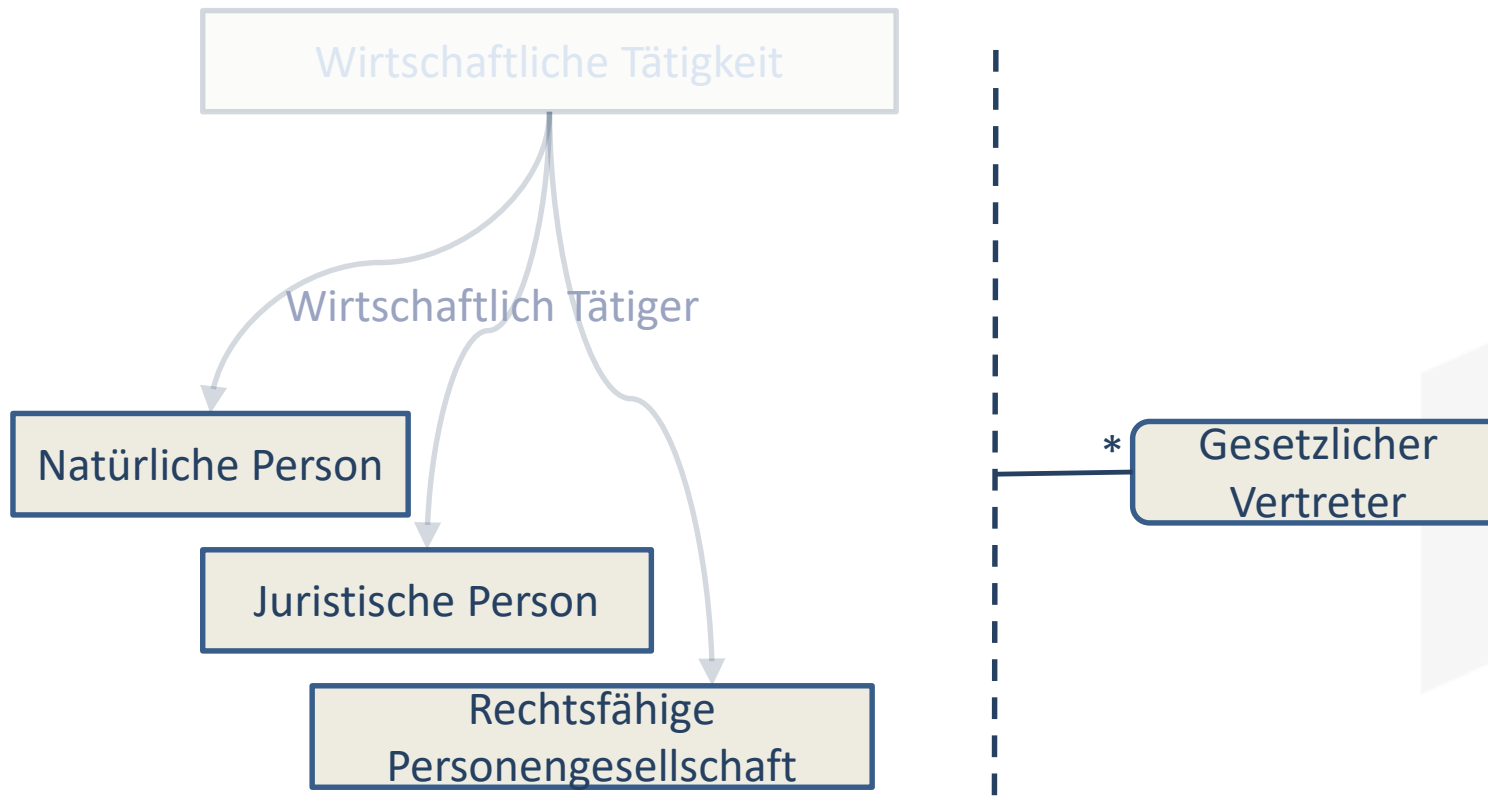 Wirtschaftliche Tätigkeit
Wirtschaftlich Tätiger
Natürliche Person
Juristische Person
Rechtsfähige
Personengesellschaft
*
Gesetzlicher
Vertreter